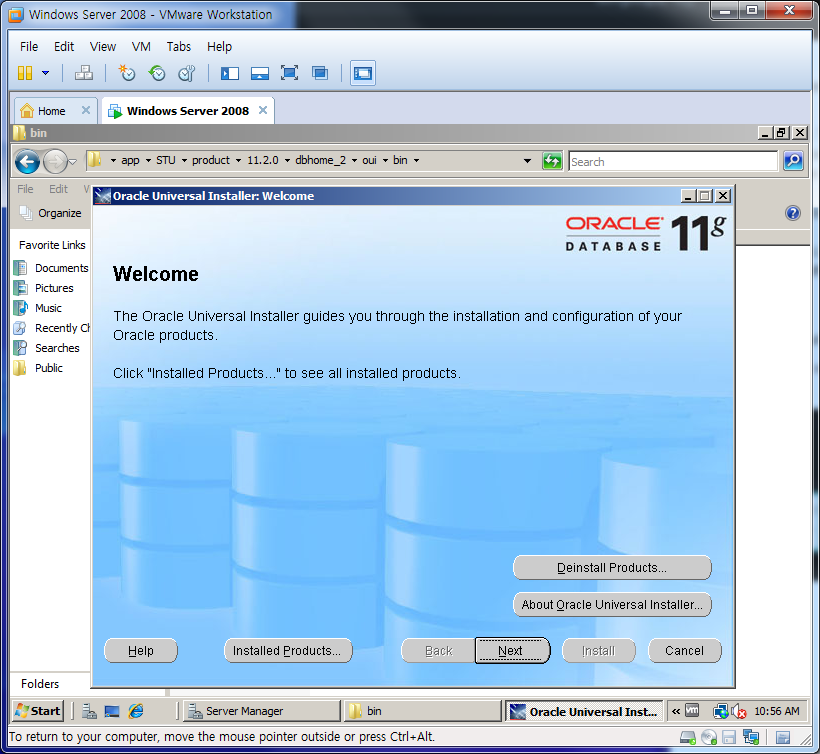 Windows Server 2008 - VMware Workstation
File Edit View VM Tabs Help
Home Windows Server 2008
bin
app STU product 11.2.0 dbhome_2 oui bin Search
File Edit V
Oracle Universal Installer: Welcome
Organize
ORACLE
DATABASE
11g
Favorite Links
Documents
Pictures
Music
Recently Ch
Searches
Public
Welcome
The Oracle Universal Installer guides you through the installation and configuration of your
Oracle products.
Click "Installed Products..." to see all installed products.
Deinstall Products...
About Oracle Universal Installer...
Help Installed Products... Back Next Install Cancel
Folders
Start Server Manager bin Oracle Universal Inst... « vm 10:56 AM
To return to your computer, move the mouse pointer outside or press Ctrl+Alt.